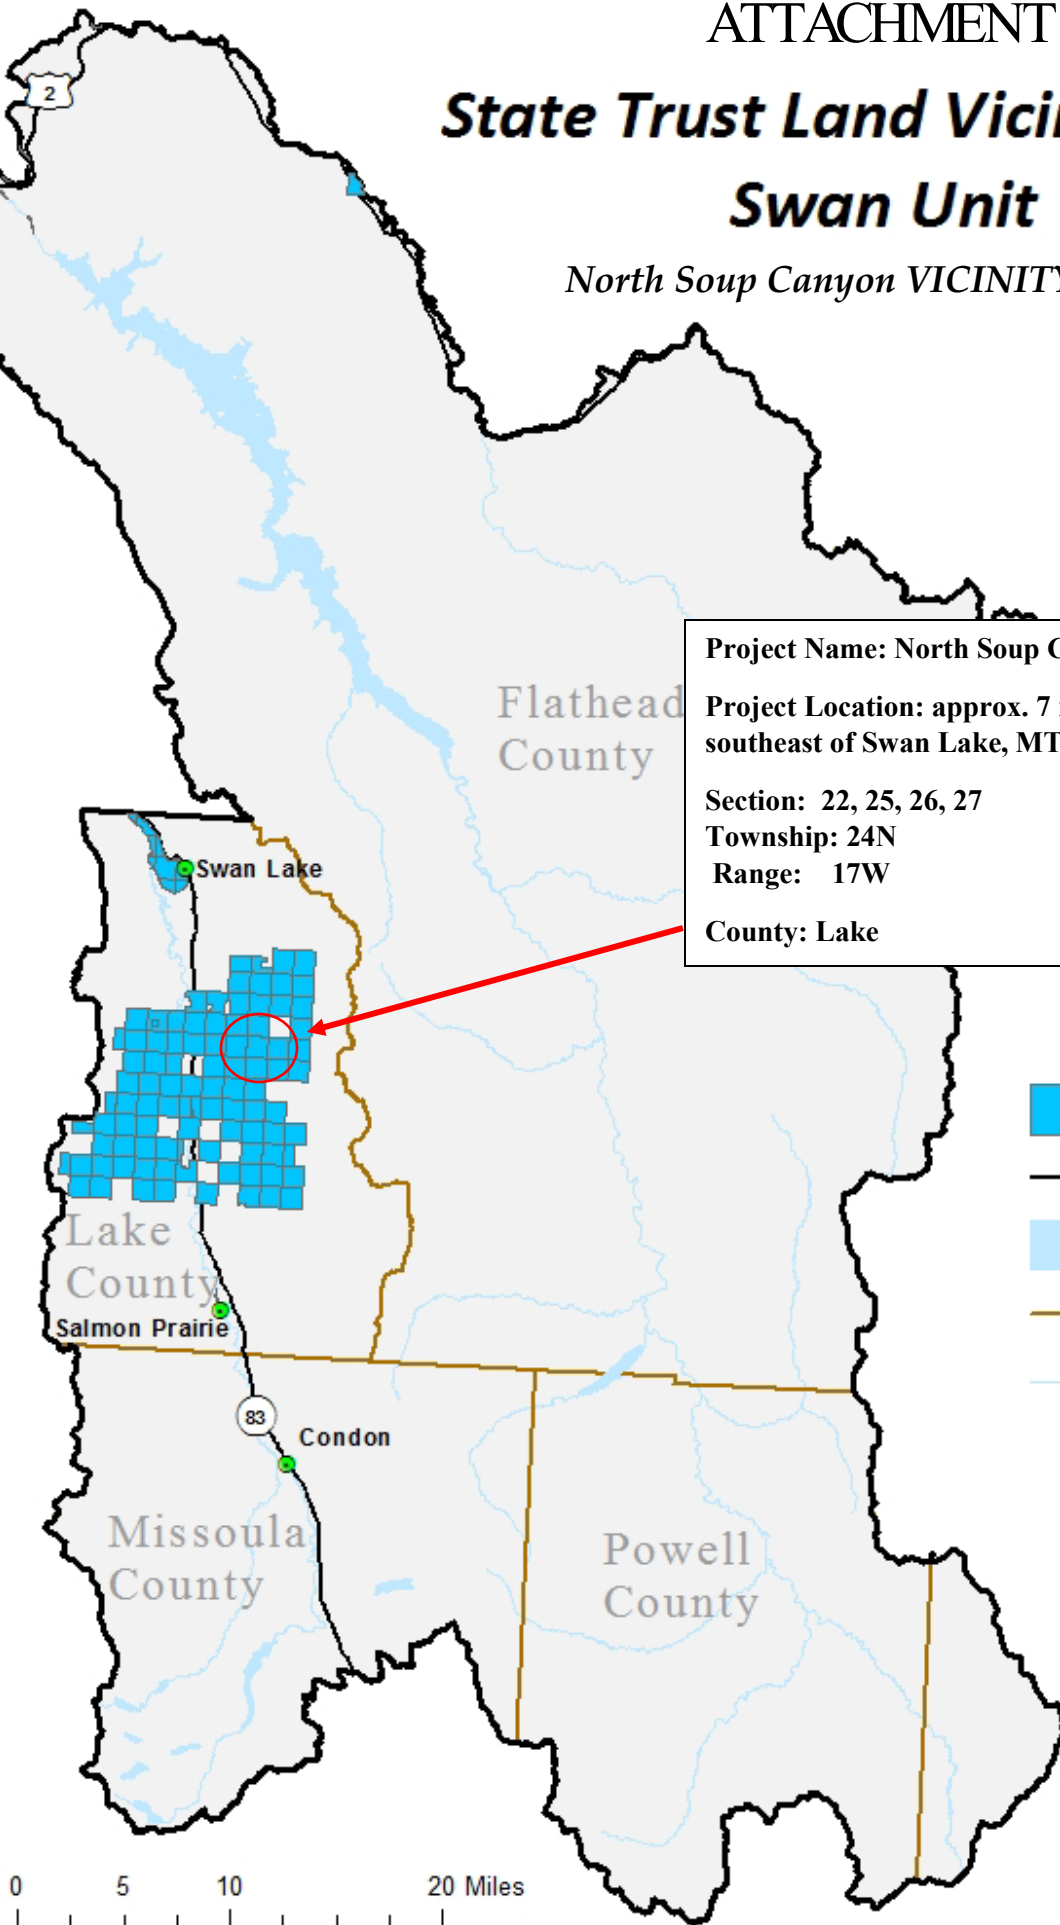 ATTACHMENT
State Trust Land
Swan Unit
North Soup Canyon VICINITY
2
Flathead
County
Project Name: North Soup
Project Location: approx. 7
southeast of Swan Lake, MT
Section: 22, 25, 26, 27
Township: 24N
Range: 17W
County: Lake
Swan Lake
Lake
County
Salmon Prairie
83
Condon
Missoula
County
Powell
County
0 5 10 20 Miles